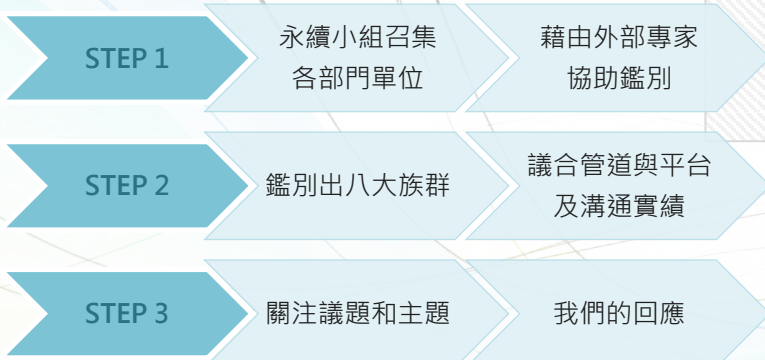 STEP 1
永續小組召集
各部門單位
藉由外部專家
協助鑑別
STEP 2
鑑別出八大族群
議合管道與平台
及溝通實績
STEP 3
關注議題和主題
我們的回應